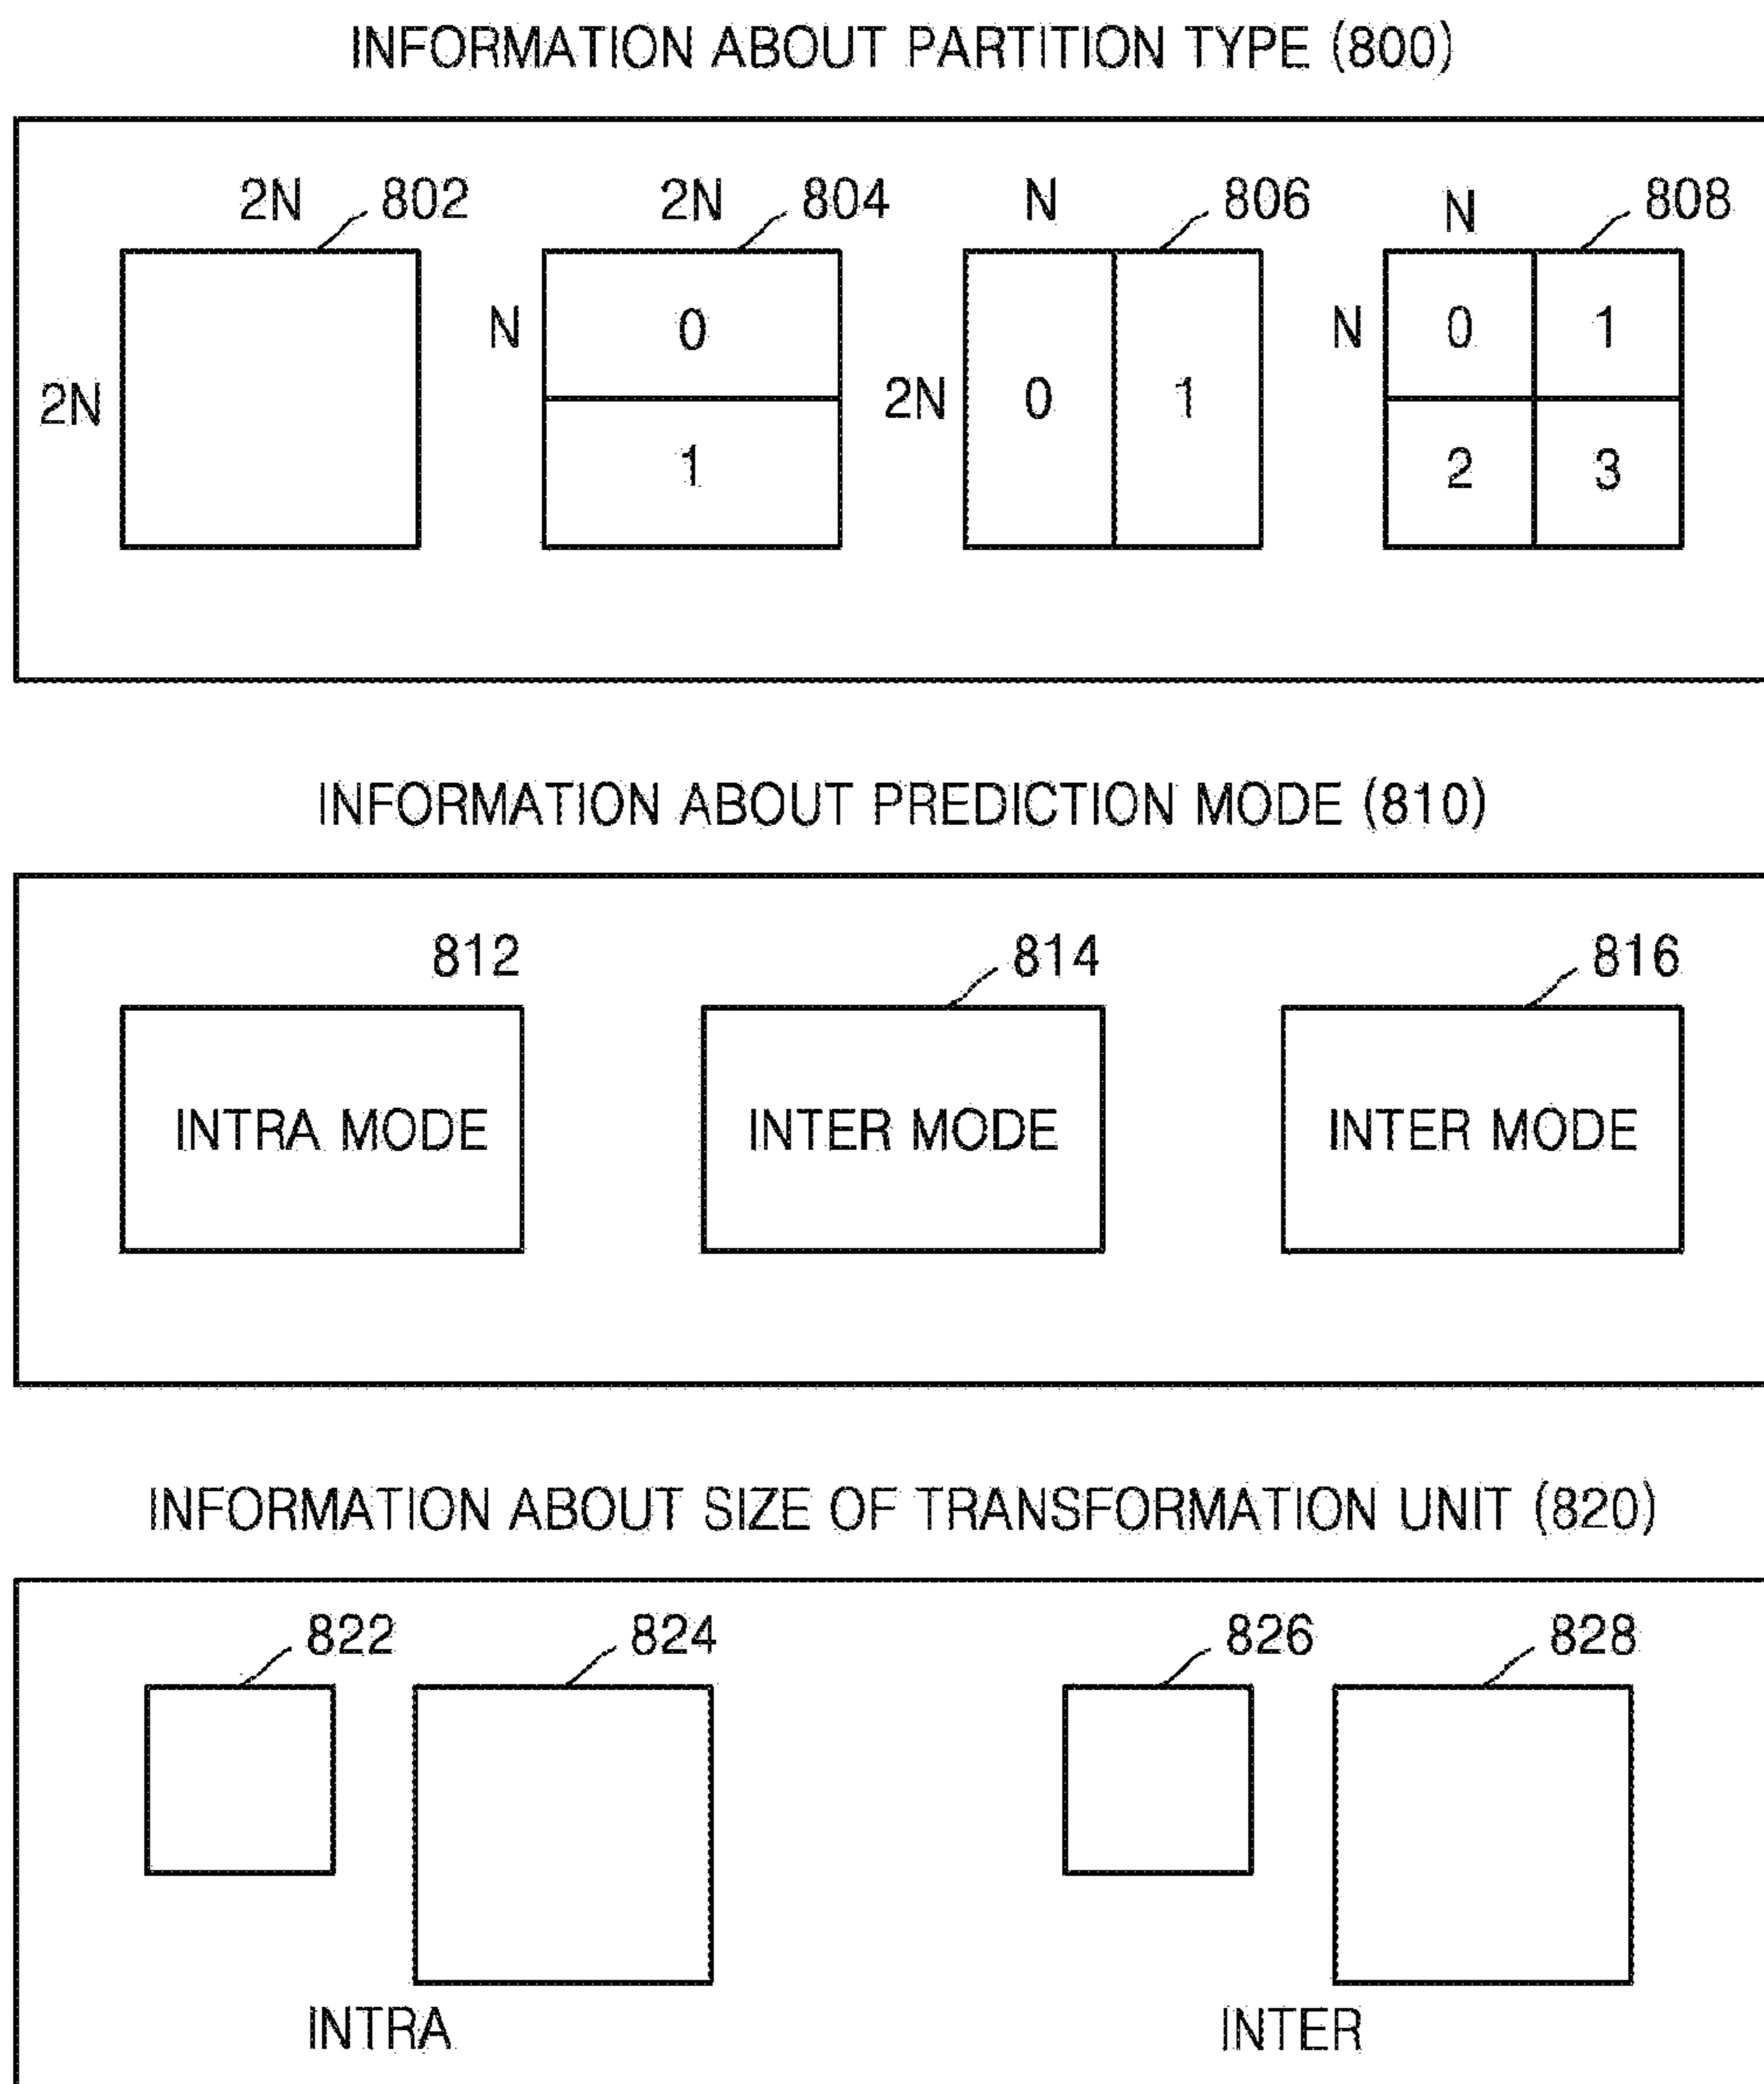 INFORMATION ABOUT PARTITION TYPE (800)
2N 802 2N 804 N 806 N 808
N 0 N 0 1
2N 2N 0 1
1 2 3
INFORMATION ABOUT PREDICTION MODE (810)
812 814 816
INTRA MODE INTER MODE INTER MODE
INFORMATION ABOUT SIZE OF TRANSFORMATION UNIT (820)
822 824 826 828
INTRA INTER